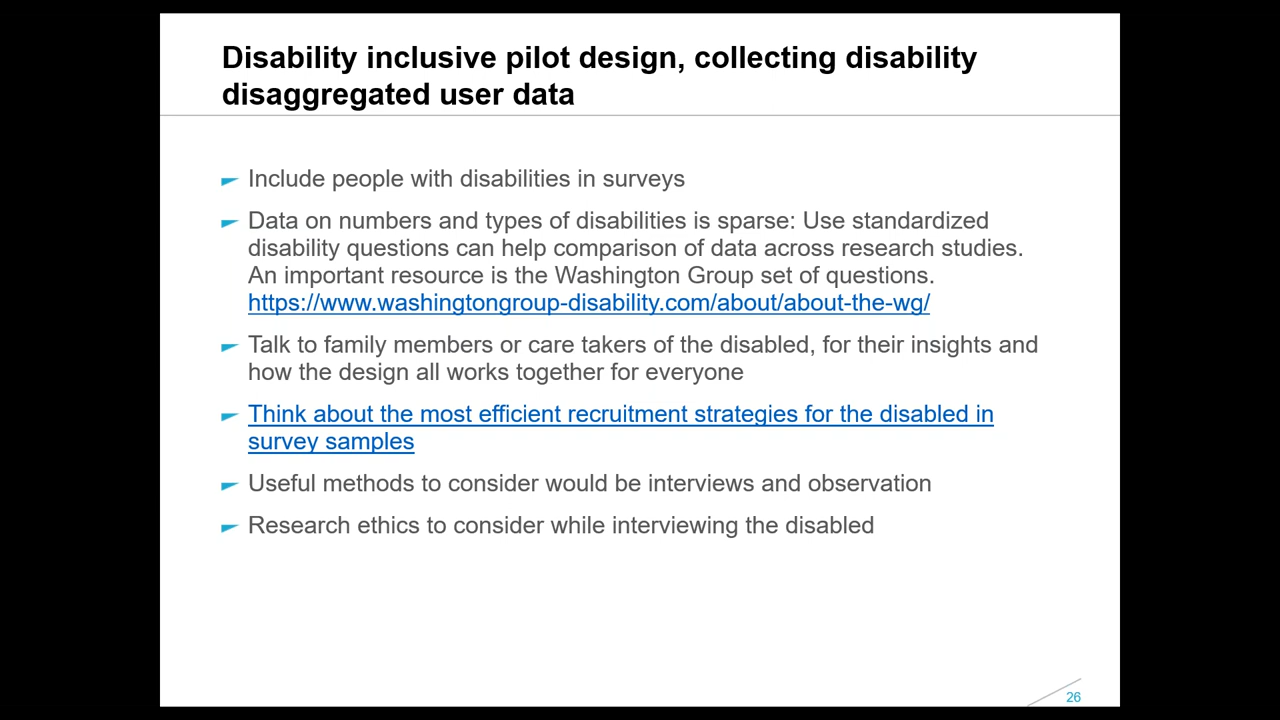 Disability inclusive pilot design, collecting disability
disaggregated user data
Include people with disabilities in surveys
Data on numbers and types of disabilities is sparse: Use standardized
disability questions can help comparison of data across research studies.
An important resource is the Washington Group set of questions.
https://www.washingtongroup-disability.com/about/about-the-wg/
Talk to family members or care takers of the disabled, for their insights and
how the design all works together for everyone
Think about the most efficient recruitment strategies for the disabled in
survey samples
Useful methods to consider would be interviews and observation
Research ethics to consider while interviewing the disabled
26